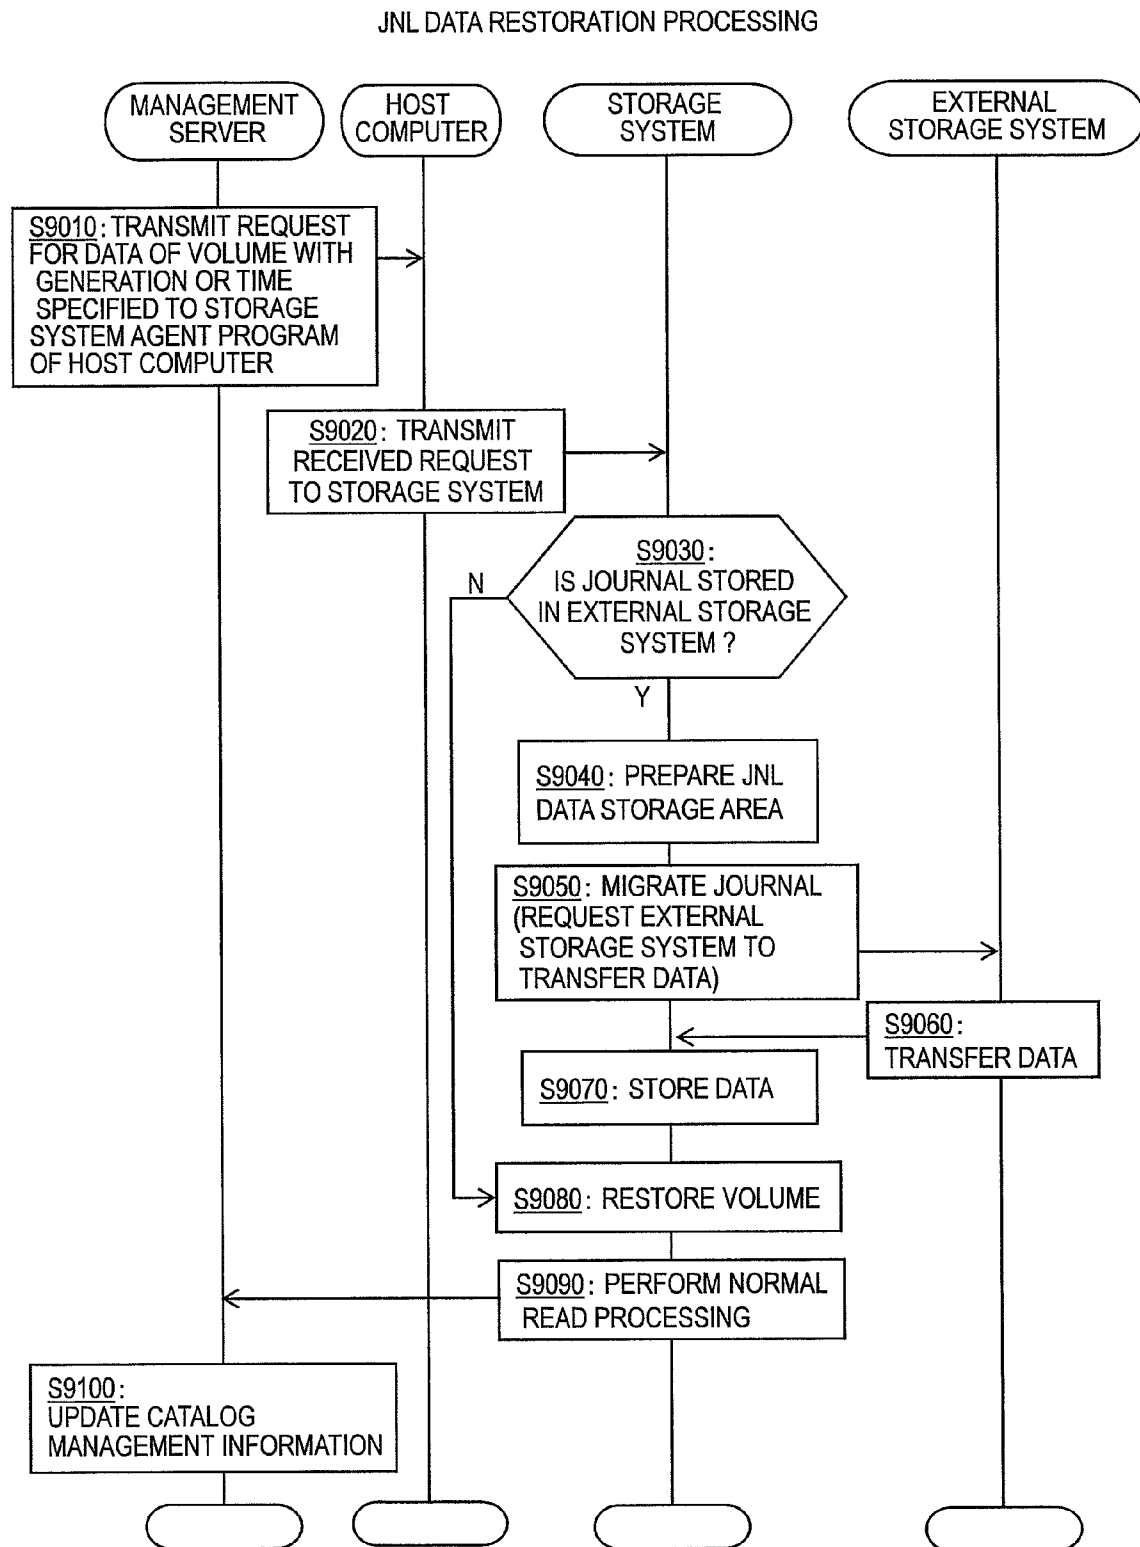 JNL DATA RESTORATION PROCESSING
MANAGEMENT
SERVER
HOST
COMPUTER
STORAGE
SYSTEM
EXTERNAL
STORAGE SYSTEM
S9010: TRANSMIT REQUEST
FOR DATA OF VOLUME WITH
GENERATION OR TIME
SPECIFIED TO STORAGE
SYSTEM AGENT PROGRAM
OF HOST COMPUTER
S9020: TRANSMIT
RECEIVED REQUEST
TO STORAGE SYSTEM
S9030:
IS JOURNAL STORED
IN EXTERNAL STORAGE
SYSTEM ?
N
Y
S9040: PREPARE JNL
DATA STORAGE AREA
S9050: MIGRATE JOURNAL
(REQUEST EXTERNAL
STORAGE SYSTEM TO
TRANSFER DATA)
S9060:
TRANSFER DATA
S9070: STORE DATA
S9080: RESTORE VOLUME
S9090: PERFORM NORMAL
READ PROCESSING
S9100:
UPDATE CATALOG
MANAGEMENT INFORMATION